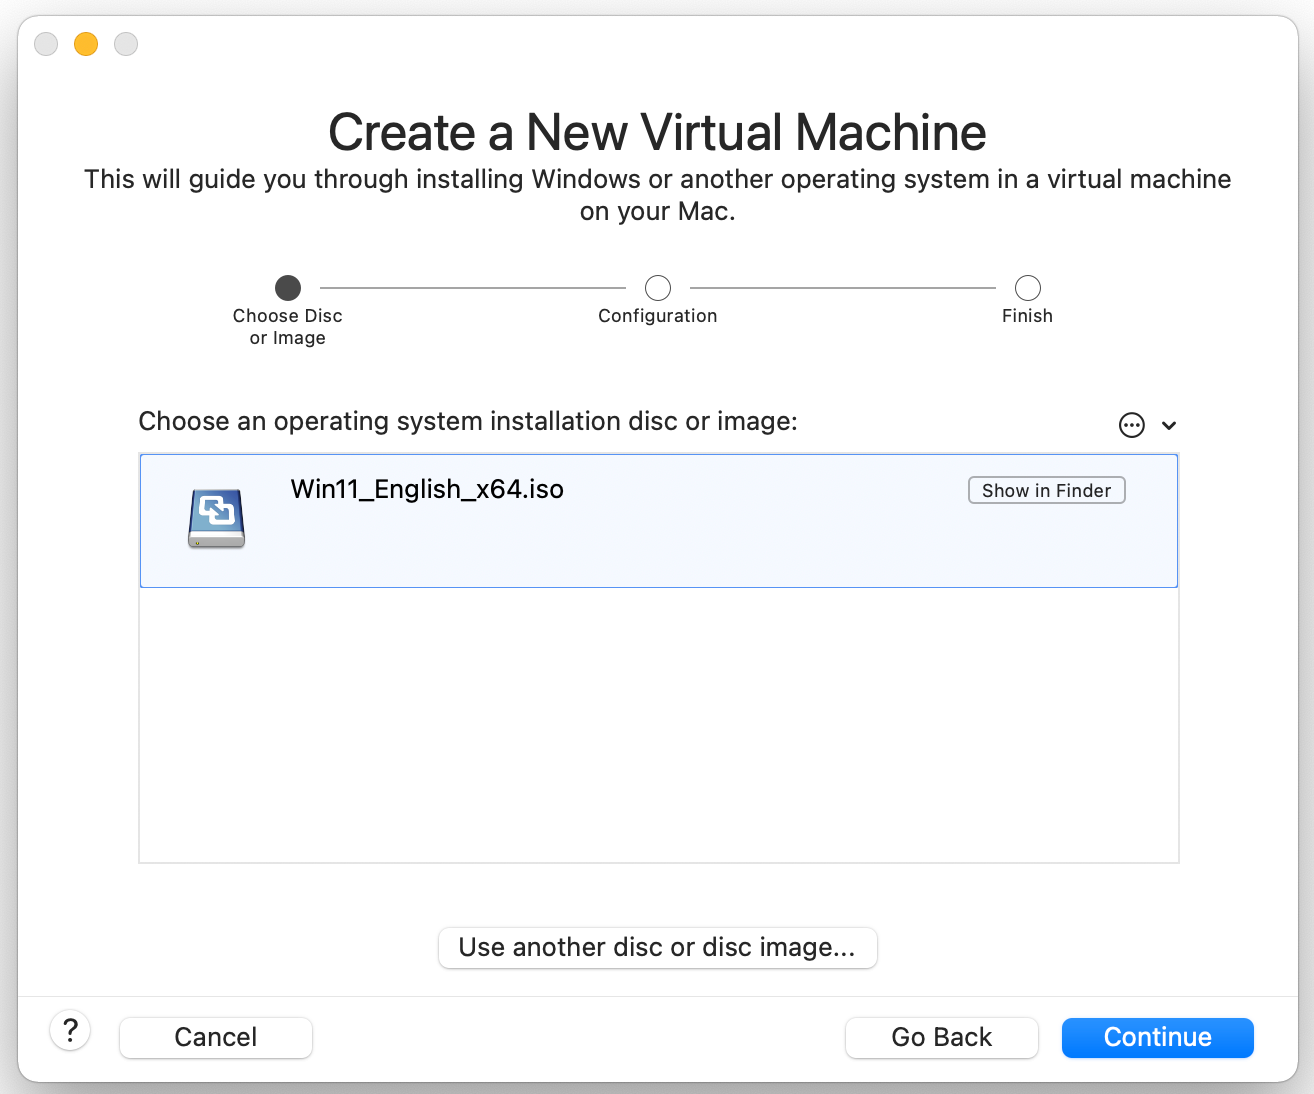 Create a New Virtual Machine
This will guide you through installing Windows or another operating system in a virtual machine
on your Mac.
Choose Disc
or Image
Configuration
Finish
Choose an operating system installation disc or image:
Win11_English_x64.iso
Show in Finder
Use another disc or disc image...
?
Cancel
Go Back
Continue